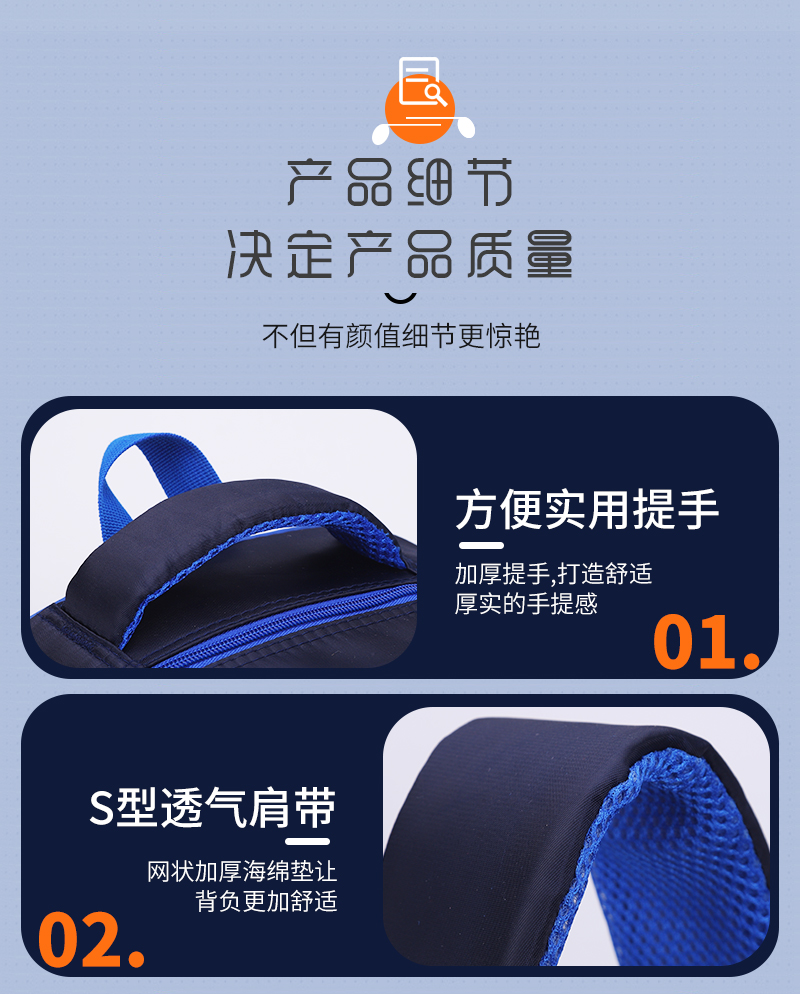 产品细节
决定产品质量
不但有颜值细节更惊艳
方便实用提手
加厚提手,打造舒适
厚实的手提感
01.
S型透气肩带
网状加厚海绵垫让
背负更加舒适
02.